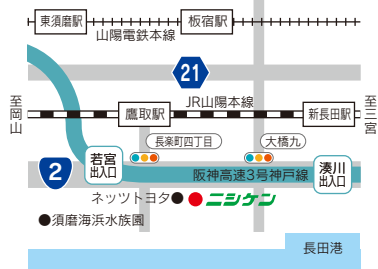 東須磨駅
板宿駅
山陽電鉄本線
21
JR山陽本線
至岡山
鷹取駅
新長田駅
至三宮
長楽町四丁目
大橋九
若宮
出入口
2
阪神高速3号神戸線
湊川
出入口
ネッツトヨタ●
ニシケン
●須磨海浜水族園
長田港